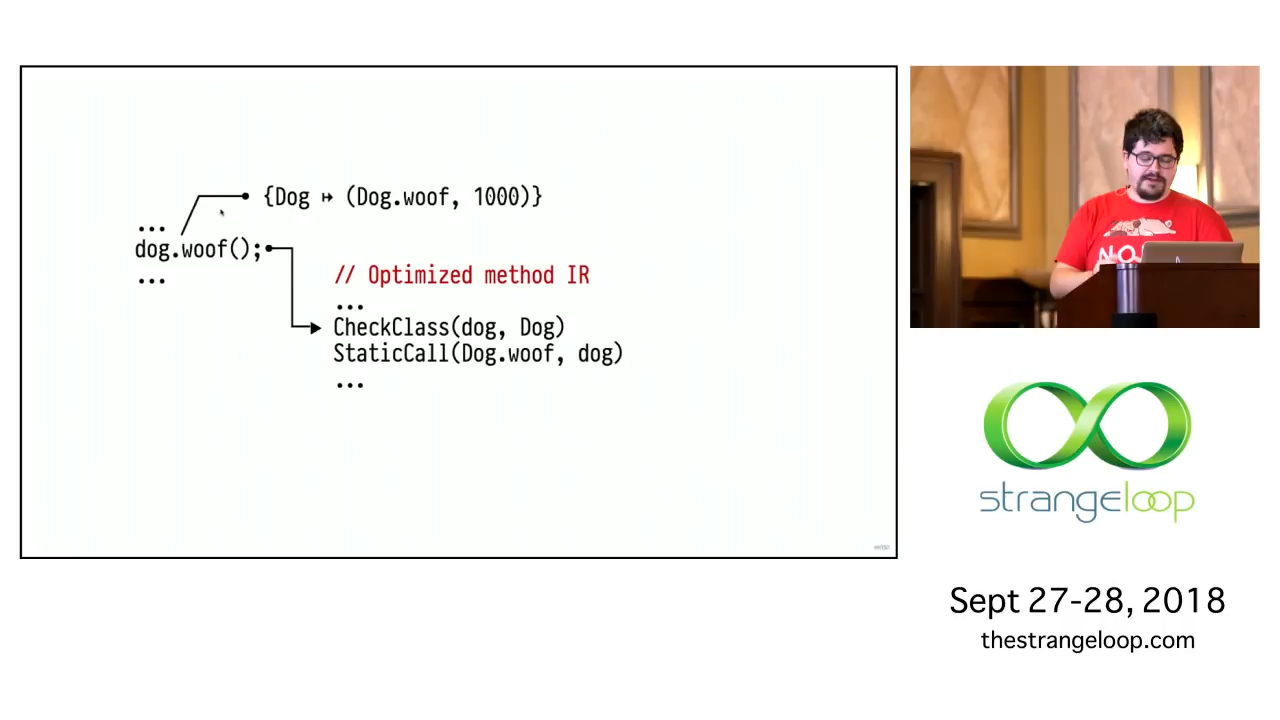 {Dog ↦ (Dog.woof, 1000)}
...
dog.woof();
...
// Optimized method IR
...
CheckClass(dog, Dog)
StaticCall(Dog.woof, dog)
...
strangeloop
Sept 27-28, 2018
thestrangeloop.com